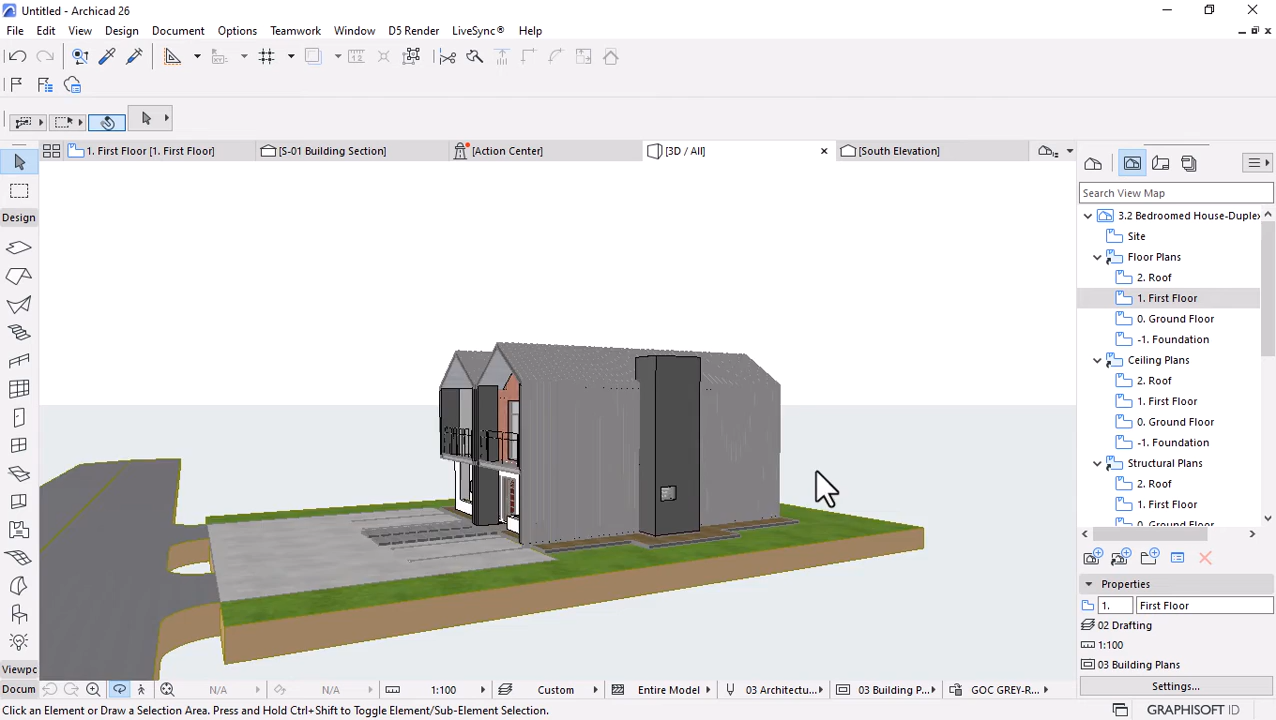 Untitled - Archicad 26
File Edit View Design Document Options Teamwork Window D5 Render LiveSync® Help
1. First Floor [1. First Floor]
[S-01 Building Section]
[Action Center]
[3D / All]
[South Elevation]
Design
Search View Map
3.2 Bedroomed House-Duplex
Site
Floor Plans
2. Roof
1. First Floor
0. Ground Floor
-1. Foundation
Ceiling Plans
2. Roof
1. First Floor
0. Ground Floor
-1. Foundation
Structural Plans
2. Roof
1. First Floor
0. Ground Floor
Properties
1. First Floor
02 Drafting
1:100
03 Building Plans
Settings...
Viewpc
Docum
N/A
N/A
1:100
Custom
Entire Model
03 Architectu...
03 Building P...
GOC GREY-R...
Click an Element or Draw a Selection Area. Press and Hold Ctrl+Shift to Toggle Element/Sub-Element Selection.
GRAPHISOFT ID